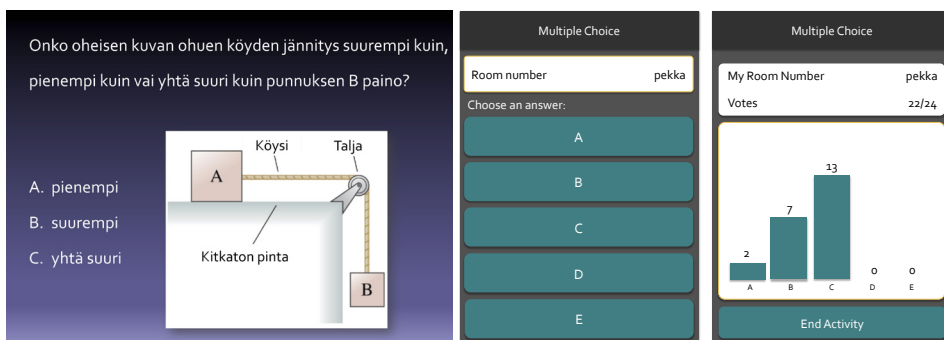 Onko oheisen kuvan ohuen köyden jännitys suurempi kuin,
pienempi kuin vai yhtä suuri kuin punnuksen B paino?
A. pienempi
B. suurempi
C. yhtä suuri
Köysi
Talja
A
Kitkaton pinta
B
Multiple Choice
Room number pekka
Choose an answer:
A
B
C
D
E
Multiple Choice
My Room Number pekka
Votes 22/24
2 7 13 0 0
A B C D E
End Activity